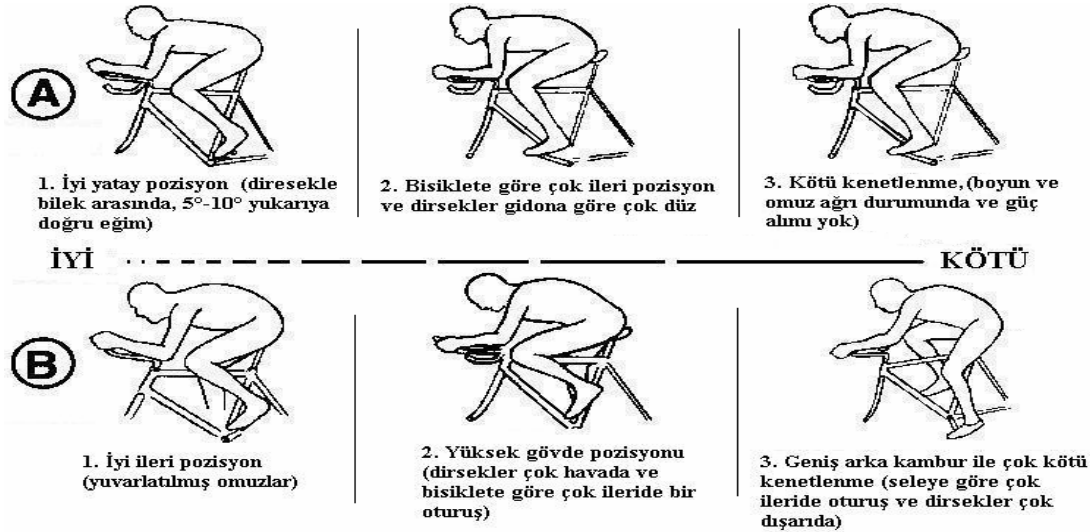 A
1. İyi yatay pozisyon (diresekle
bilek arasında, 5°-10° yukarıya
doğru eğim)
2. Bisiklete göre çok ileri pozisyon
ve dirsekler gidona göre çok düz
3. Kötü kenetlenme, (boyun ve
omuz ağrı durumunda ve güç
alımı yok)
İYİ
KÖTÜ
B
1. İyi ileri pozisyon
(yuvarlatılmış omuzlar)
2. Yüksek gövde pozisyonu
(dirsekler çok havada ve
bisiklete göre çok ileride bir
oturuş)
3. Geniş arka kambur ile çok kötü
kenetlenme (seleye göre çok
ileride oturuş ve dirsekler çok
dışarıda)